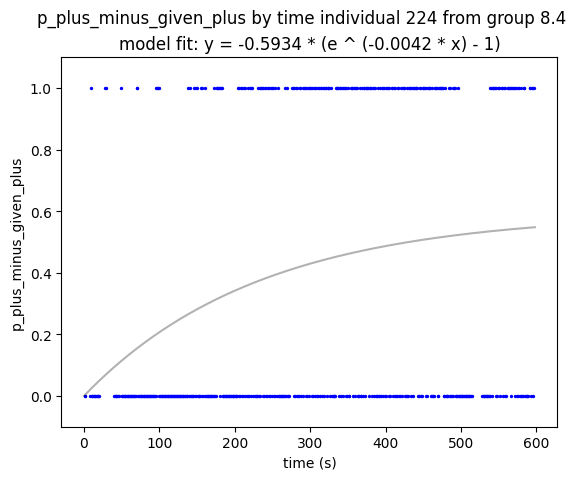 p_plus_minus_given_plus by time individual 224 from group 8.4
model fit: y = -0.5934 * (e ^ (-0.0042 * x) - 1)
1.0
0.8
0.6
0.4
0.2
0.0
p_plus_minus_given_plus
0 100 200 300 400 500 600
time (s)